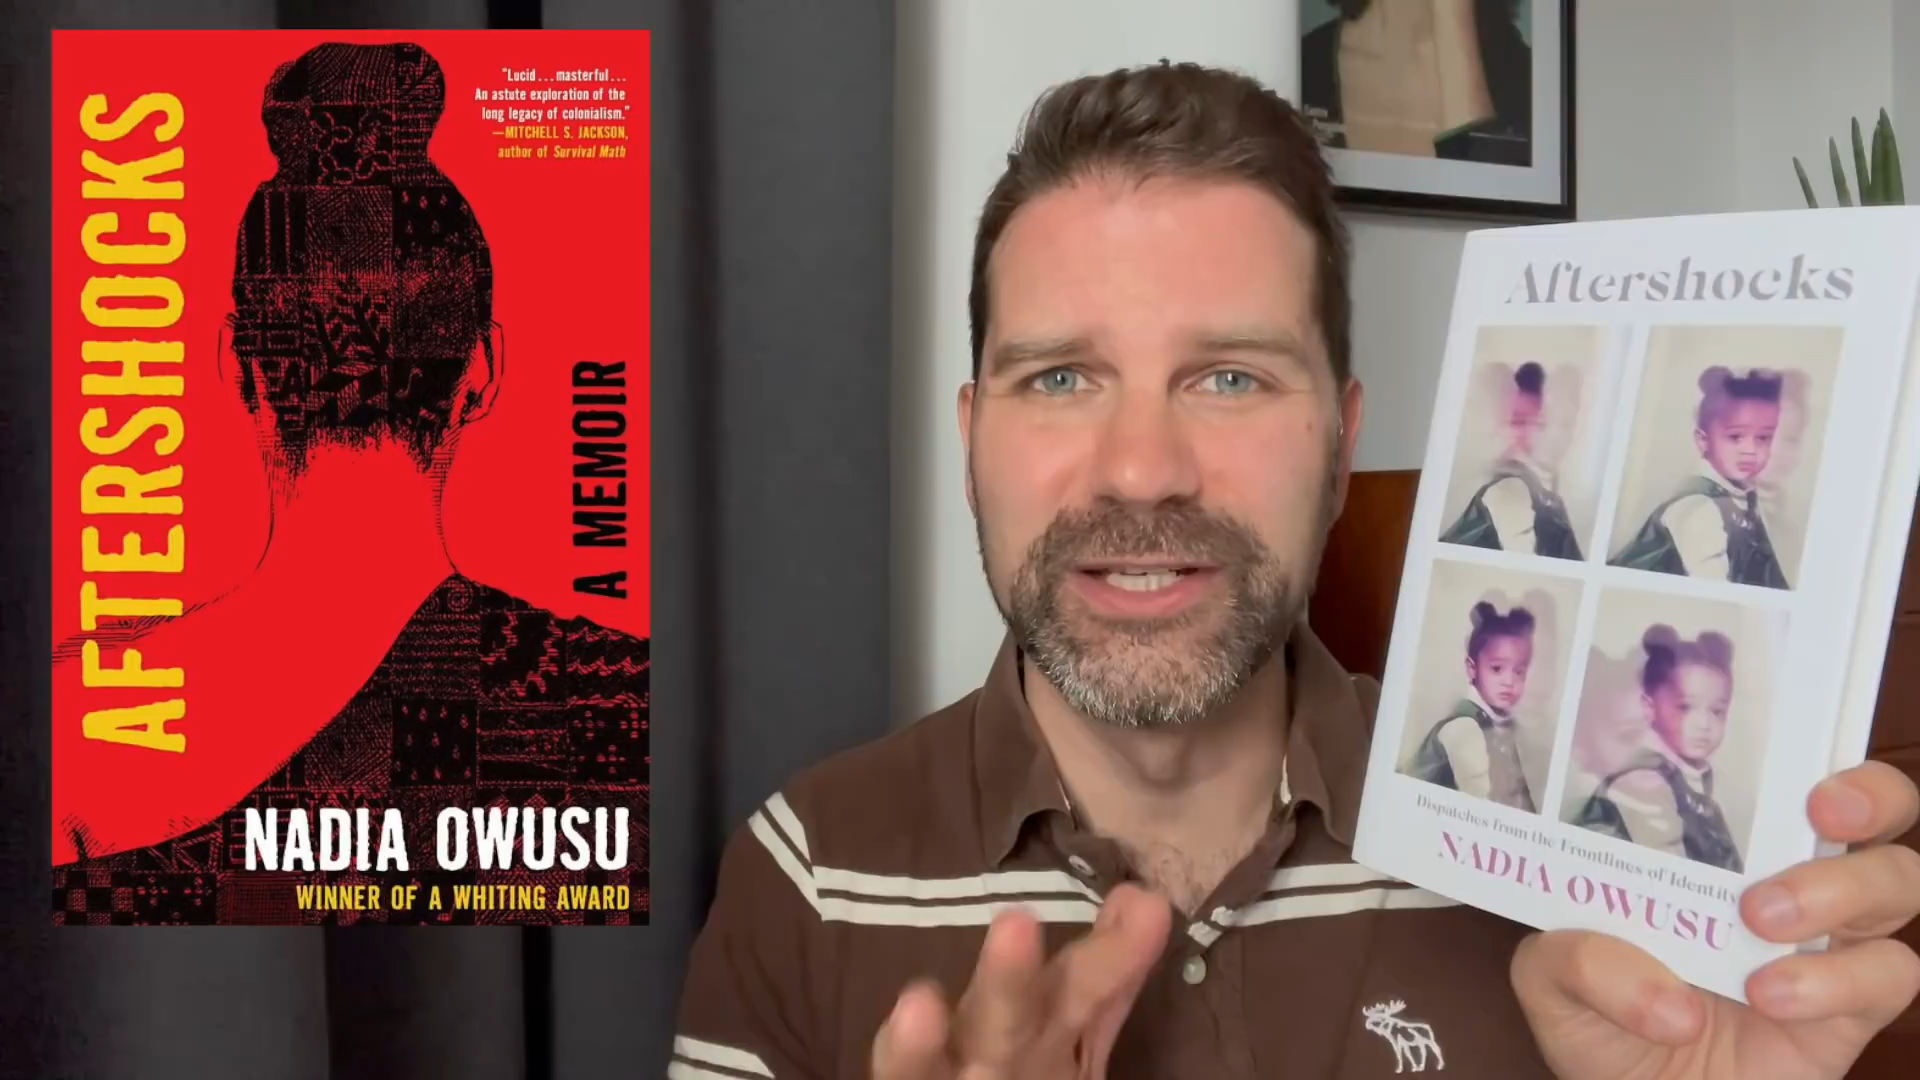 AFTERSHOCKS
"Lucid...masterful...
An astute exploration of the
long legacy of colonialism."
—MITCHELL S. JACKSON,
author of Survival Math
A MEMOIR
NADIA OWUSU
WINNER OF A WHITING AWARD
Aftershocks
Dispatches from the Frontlines of Identity
NADIA OWUSU